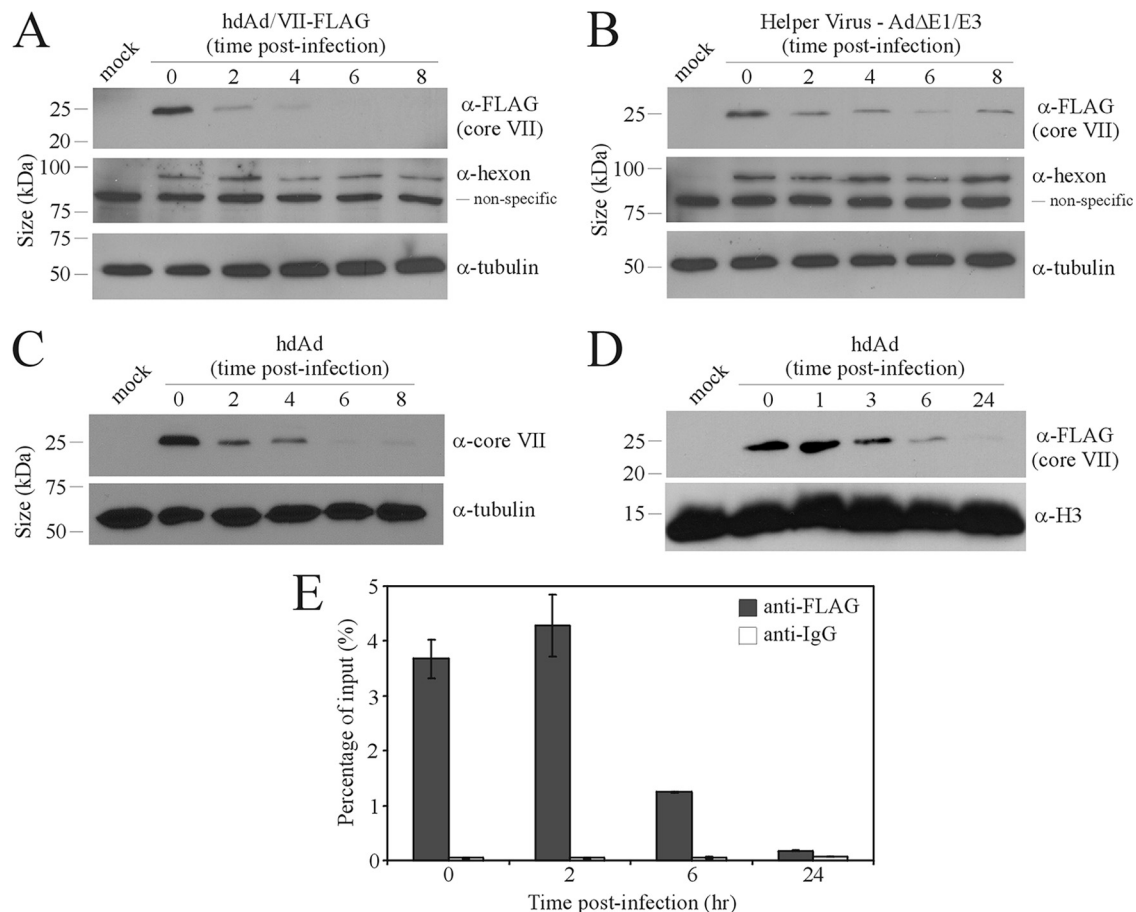 A
hdAd/VII-FLAG
(time post-infection)
mock
0 2 4 6 8
25
20
α-FLAG
(core VII)
100
75
α-hexon
non-specific
75
50
α-tubulin
Size (kDa)
B
Helper Virus - AdΔE1/E3
(time post-infection)
mock
0 2 4 6 8
25
α-FLAG
(core VII)
100
75
α-hexon
non-specific
50
α-tubulin
Size (kDa)
C
hdAd
(time post-infection)
mock
0 2 4 6 8
25
α-core VII
75
50
α-tubulin
Size (kDa)
D
hdAd
(time post-infection)
mock
0 1 3 6 24
25
20
α-FLAG
(core VII)
15
α-H3
Size (kDa)
E
5
4
3
2
1
0
Percentage of input (%)
anti-FLAG
anti-IgG
0 2 6 24
Time post-infection (hr)